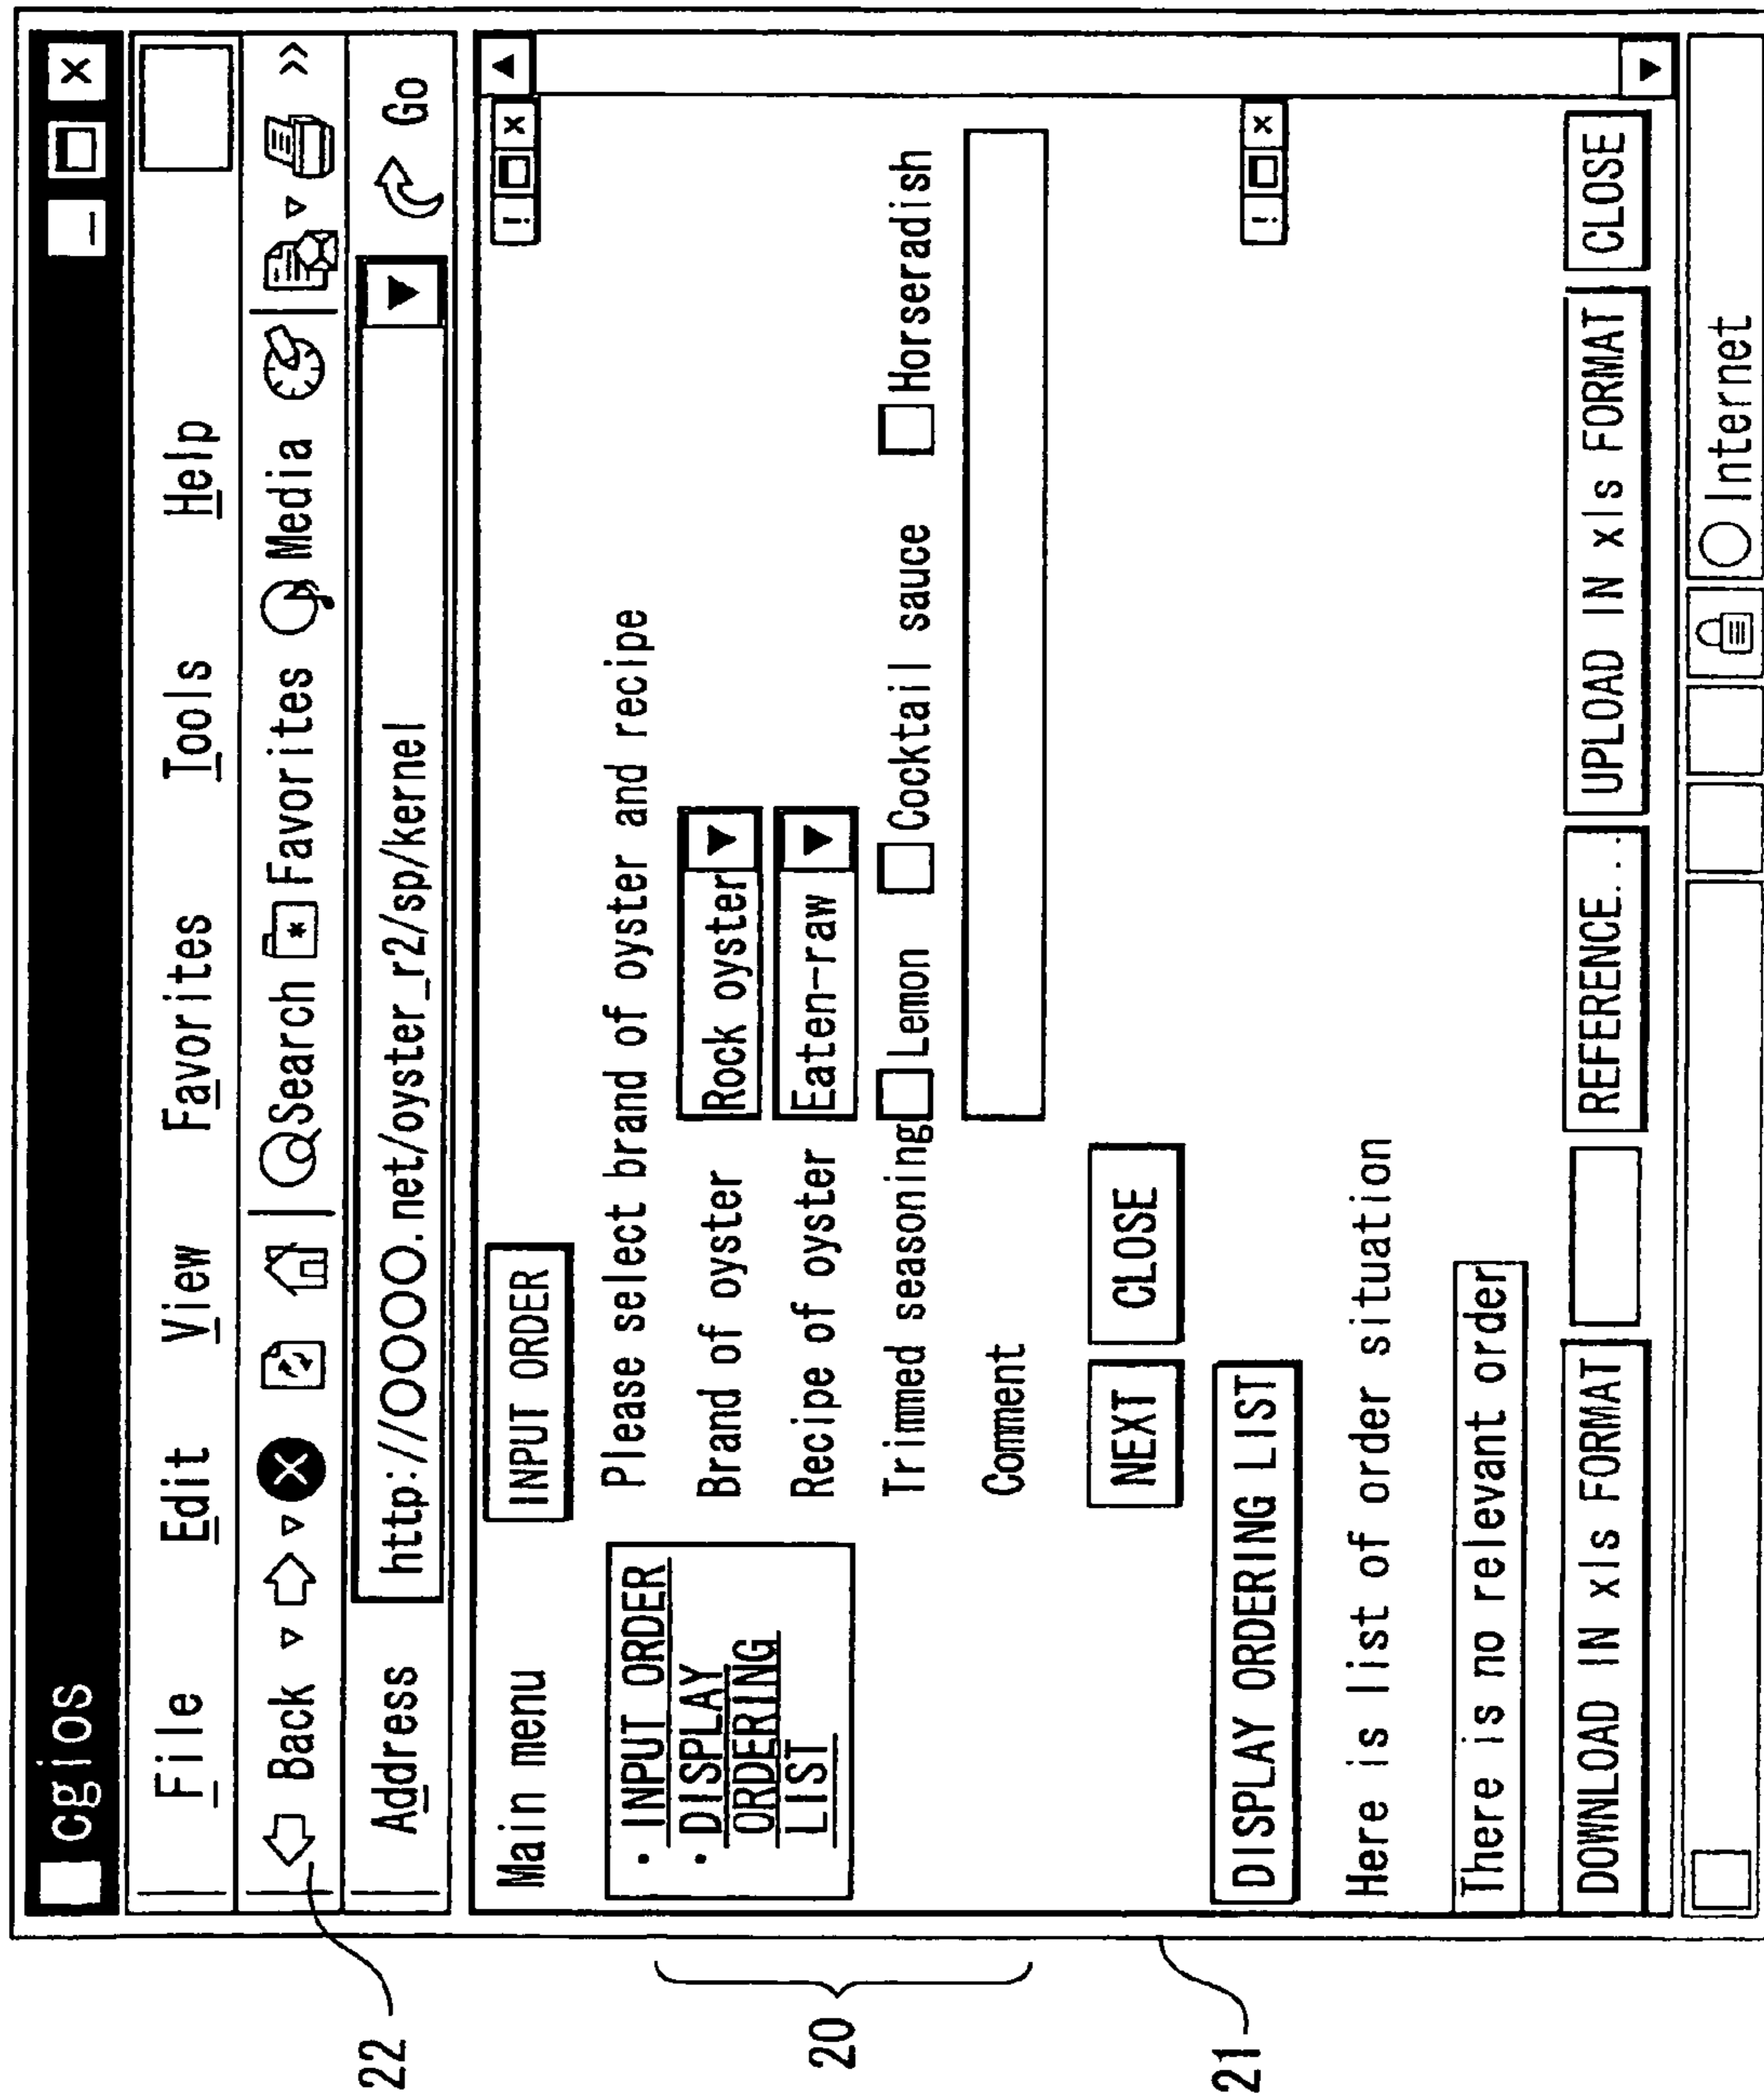 cgios _ x
File Edit View Favorites Tools Help
Back Search * Favorites Media >>
Address http://○○○○.net/oyster_r2/sp/kernel Go
Main menu INPUT ORDER ! x
Please select brand of oyster and recipe
・INPUT ORDER
・DISPLAY
ORDERING
LIST
Brand of oyster Rock oyster
Recipe of oyster Eaten-raw
Trimmed seasoning Lemon Cocktail sauce Horseradish
Comment
NEXT CLOSE
DISPLAY ORDERING LIST ! x
Here is list of order situation
There is no relevant order
DOWNLOAD IN xls FORMAT REFERENCE... UPLOAD IN xls FORMAT CLOSE
Internet
22
20
21